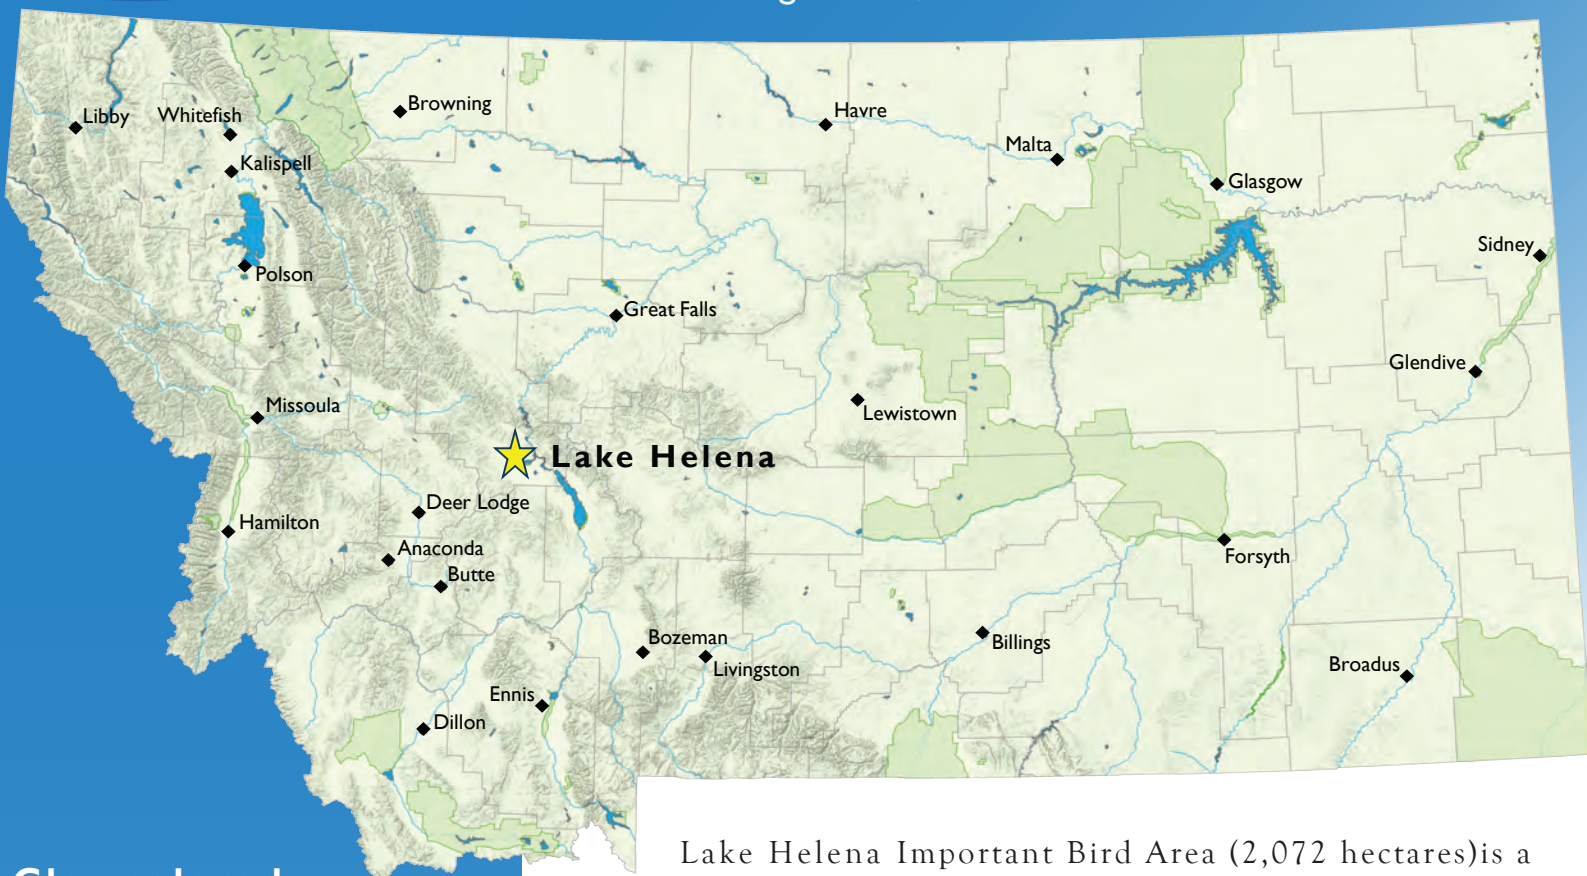 Libby
Whitefish
Browning
Havre
Malta
Kalispell
Glasgow
Polson
Sidney
Great Falls
Glendive
Missoula
Lewistown
Lake Helena
Deer Lodge
Hamilton
Anaconda
Forsyth
Butte
Bozeman
Billings
Livingston
Broadus
Ennis
Dillon
Lake Helena Important Bird Area (2,072 hectares)is a